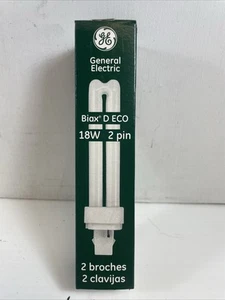 GE
General
Electric
Biax® D ECO
18W 2 pin
2 broches
2 clavijas